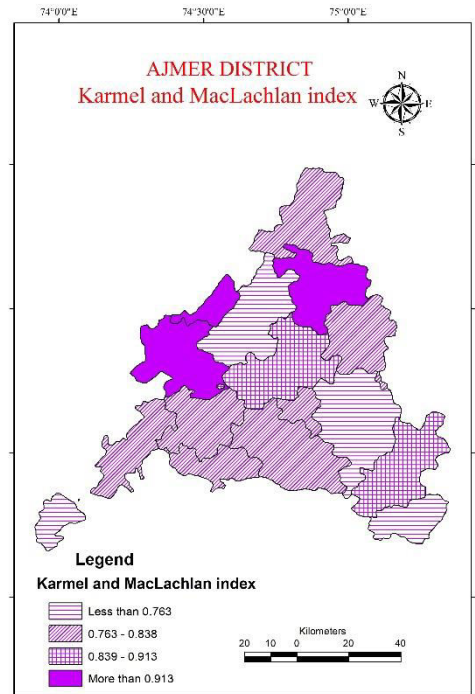 74°0'0"E 74°30'0"E 75°0'0"E
AJMER DISTRICT
Karmel and MacLachlan index
N
W E
S
Legend
Karmel and MacLachlan index
Less than 0.763
0.763 - 0.838
0.839 - 0.913
More than 0.913
Kilometers
20 10 0 20 40